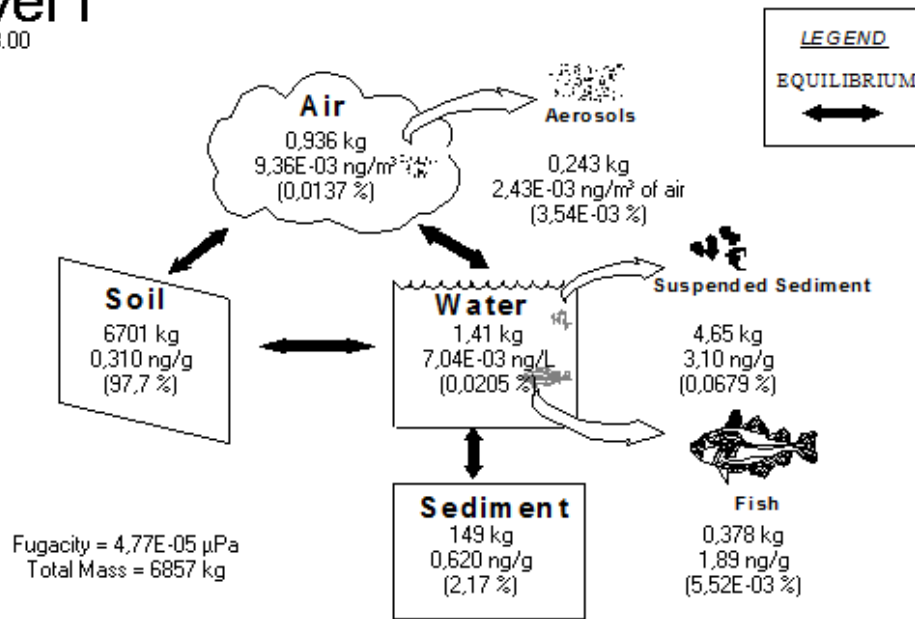 LEGEND
EQUILIBRIUM
Air
0,936 kg
9,36E-03 ng/m³
(0,0137 %)
Aerosols
0,243 kg
2,43E-03 ng/m³ of air
(3,54E-03 %)
Soil
6701 kg
0,310 ng/g
(97,7 %)
Water
1,41 kg
7,04E-03 ng/L
(0,0205 %)
Suspended Sediment
4,65 kg
3,10 ng/g
(0,0679 %)
Sediment
149 kg
0,620 ng/g
(2,17 %)
Fish
0,378 kg
1,89 ng/g
(5,52E-03 %)
Fugacity = 4,77E-05 µPa
Total Mass = 6857 kg